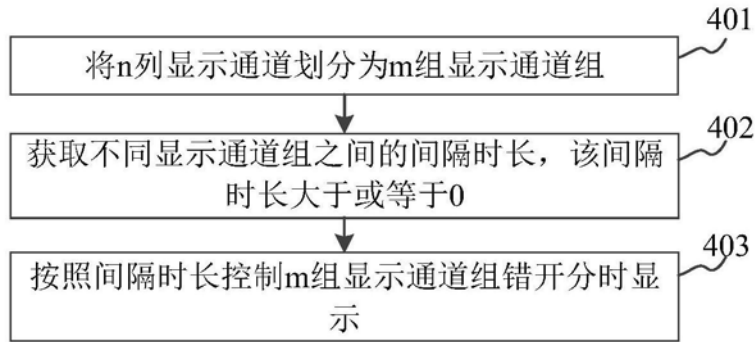 401
将n列显示通道划分为m组显示通道组
402
获取不同显示通道组之间的间隔时长，该间隔
时长大于或等于0
403
按照间隔时长控制m组显示通道组错开分时显
示